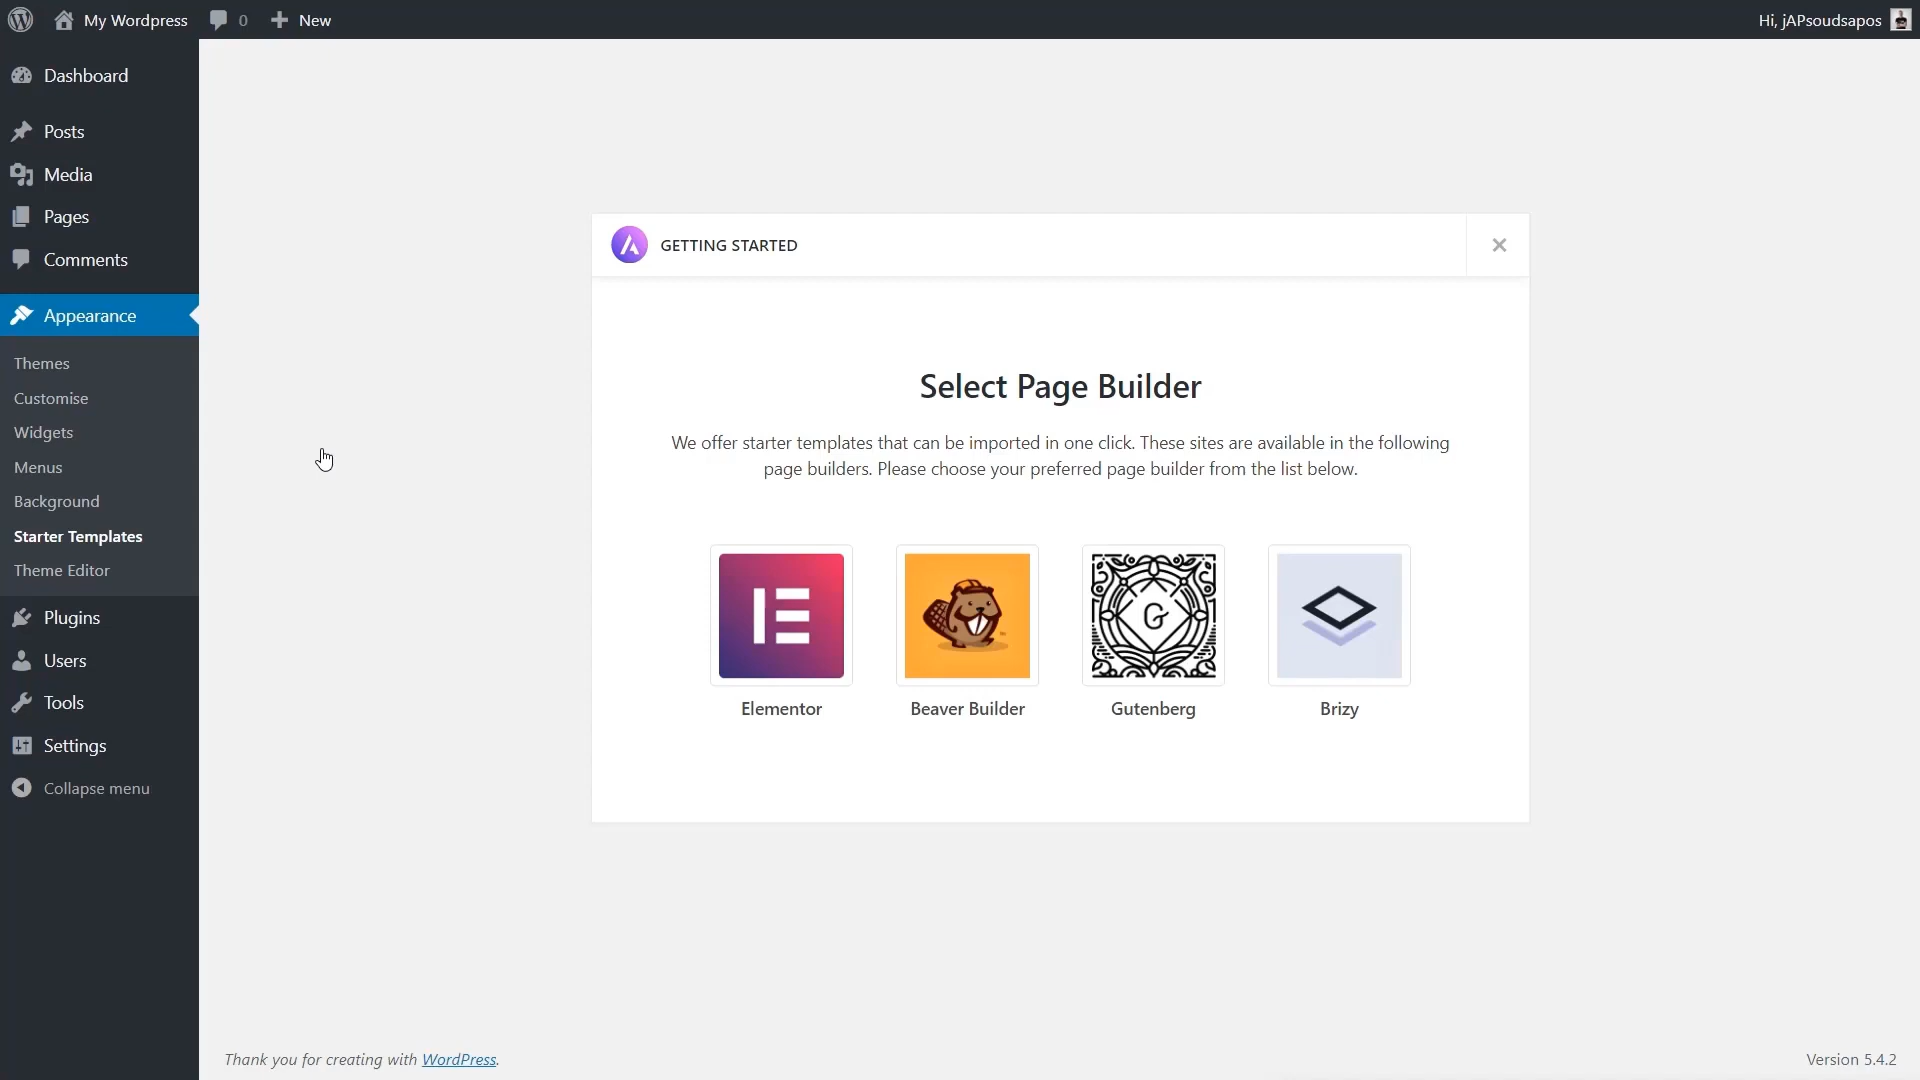 My Wordpress
0
New
Hi, jAPsoudsapos
Dashboard
Posts
Media
Pages
Comments
Appearance
Themes
Customise
Widgets
Menus
Background
Starter Templates
Theme Editor
Plugins
Users
Tools
Settings
Collapse menu
GETTING STARTED
Select Page Builder
We offer starter templates that can be imported in one click. These sites are available in the following
page builders. Please choose your preferred page builder from the list below.
G
Elementor
Beaver Builder
Gutenberg
Brizy
Thank you for creating with WordPress.
Version 5.4.2